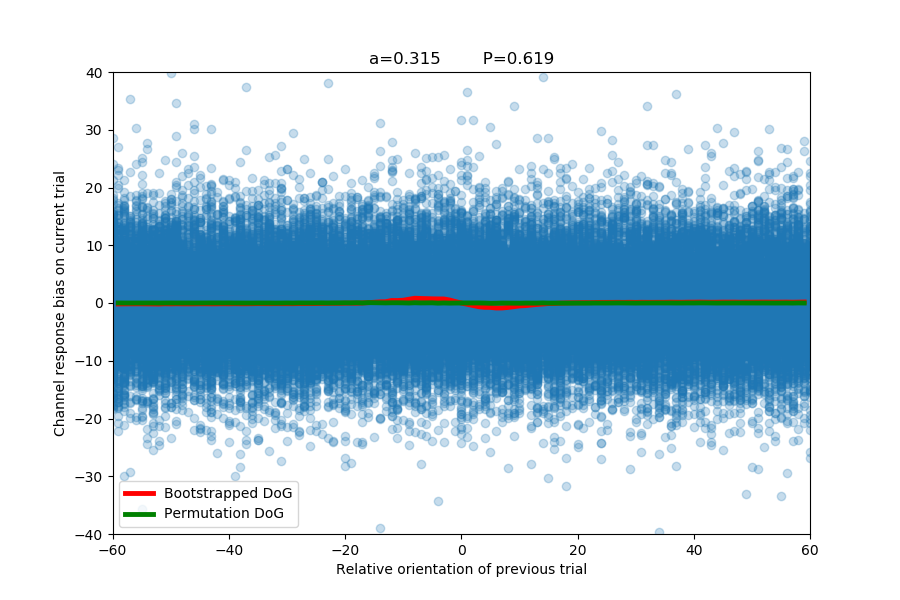 a=0.315 P=0.619
Channel response bias on current trial
40
30
20
10
0
−10
−20
−30
−40
Bootstrapped DoG
Permutation DoG
−60 −40 −20 0 20 40 60
Relative orientation of previous trial